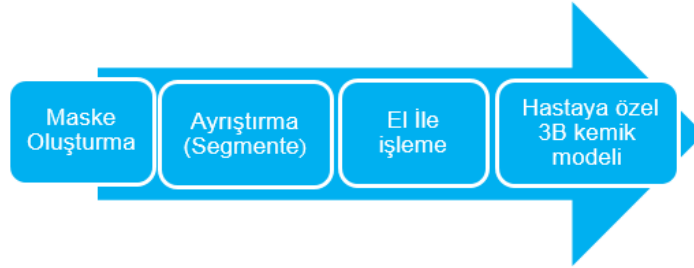 Maske
Oluşturma
Ayrıştırma
(Segmente)
El İle
işleme
Hastaya özel
3B kemik
modeli